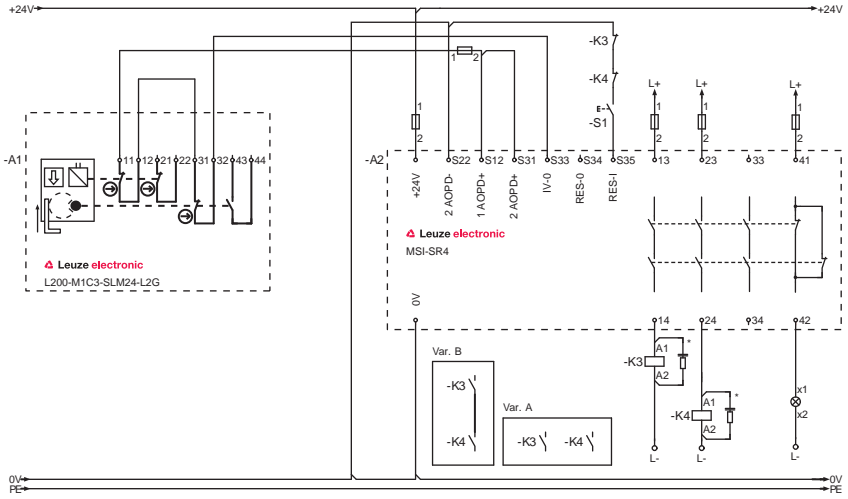 +24V +24V
-K3
1 2
-K4 L+ L+ L+
E--
-S1
1 1 1 1
2 2 2 2
-A1 11 12 21 22 31 32 43 44
-A2 S22 S12 S31 S33 S34 S35 13 23 33 41
+24V
2 AOPD-
1 AOPD+
2 AOPD+
IV-0
RES-0
RES-I
Leuze electronic
MSI-SR4
Leuze electronic
L200-M1C3-SLM24-L2G
0V
14 24 34 42
Var. B
-K3
-K4
Var. A
-K3 -K4
-K3 A1 *
A2
-K4 A1 *
A2
x1
x2
L- L- L-
0V 0V
PE PE